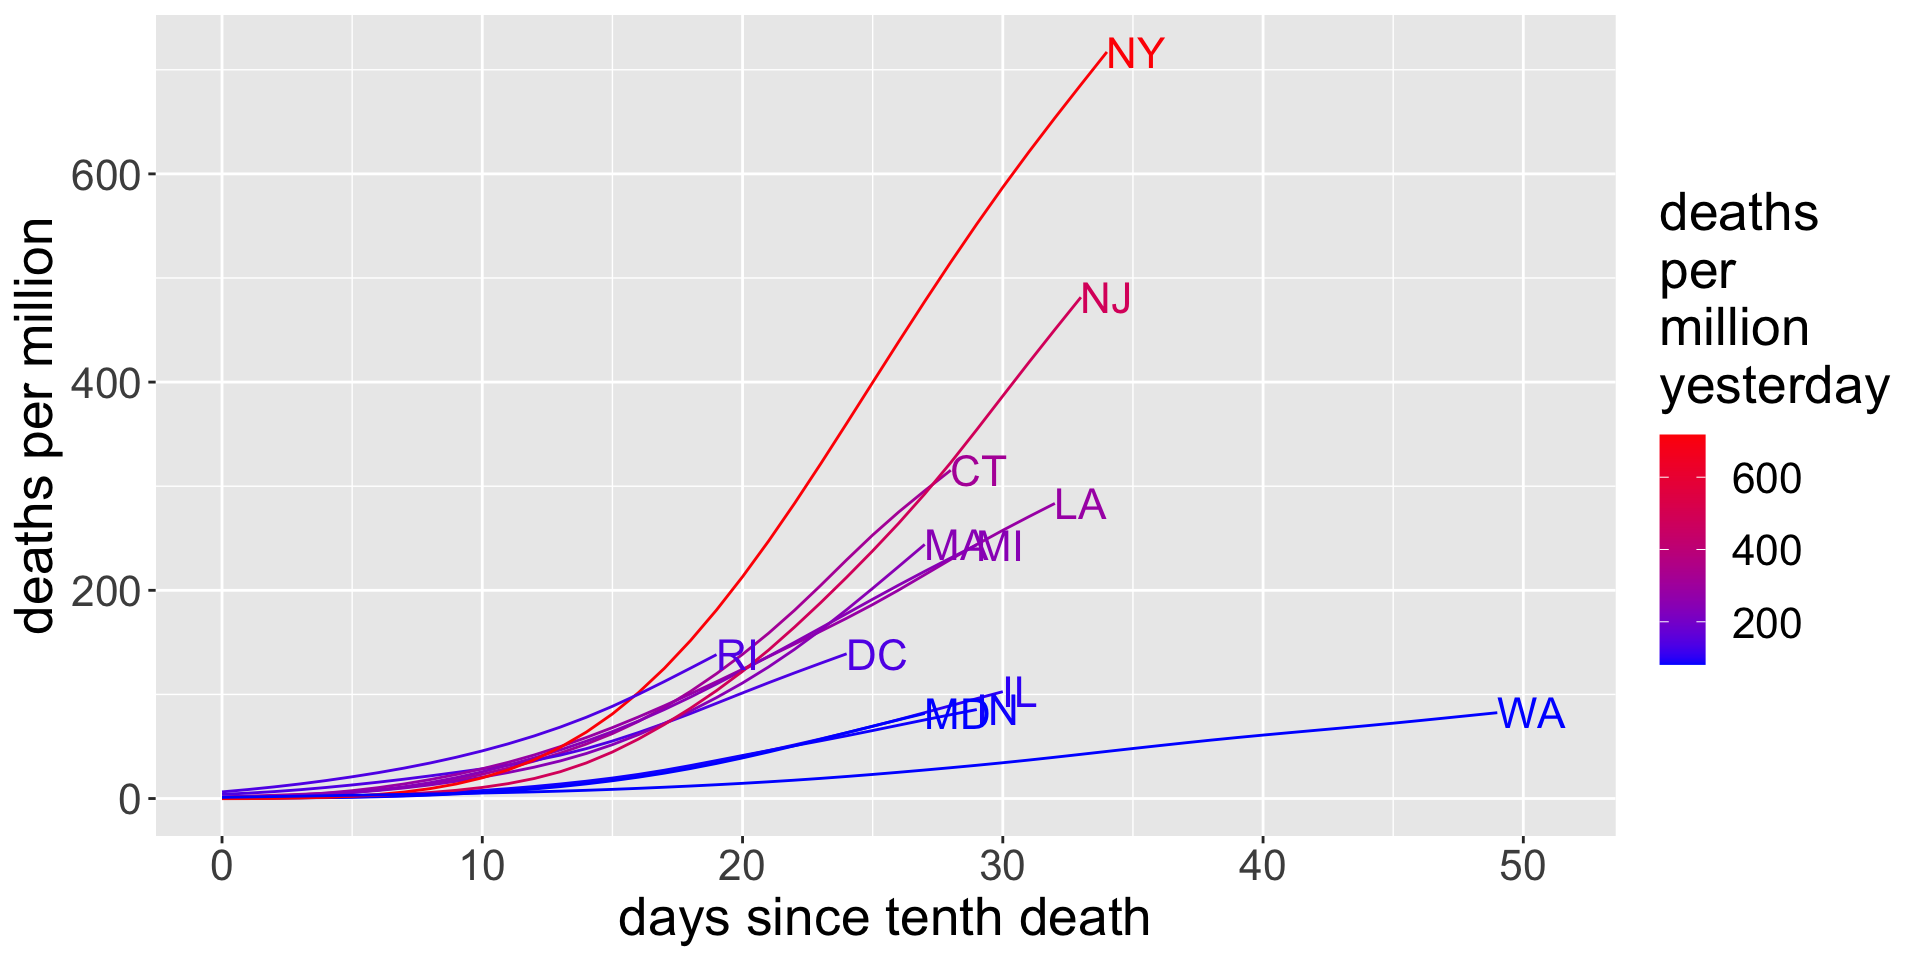 deaths per million
600
400
200
0
NY
NJ
CT
LA
MA
MI
RI
DC
IL
IN
MD
WA
0 10 20 30 40 50
days since tenth death
deaths
per
million
yesterday
600
400
200